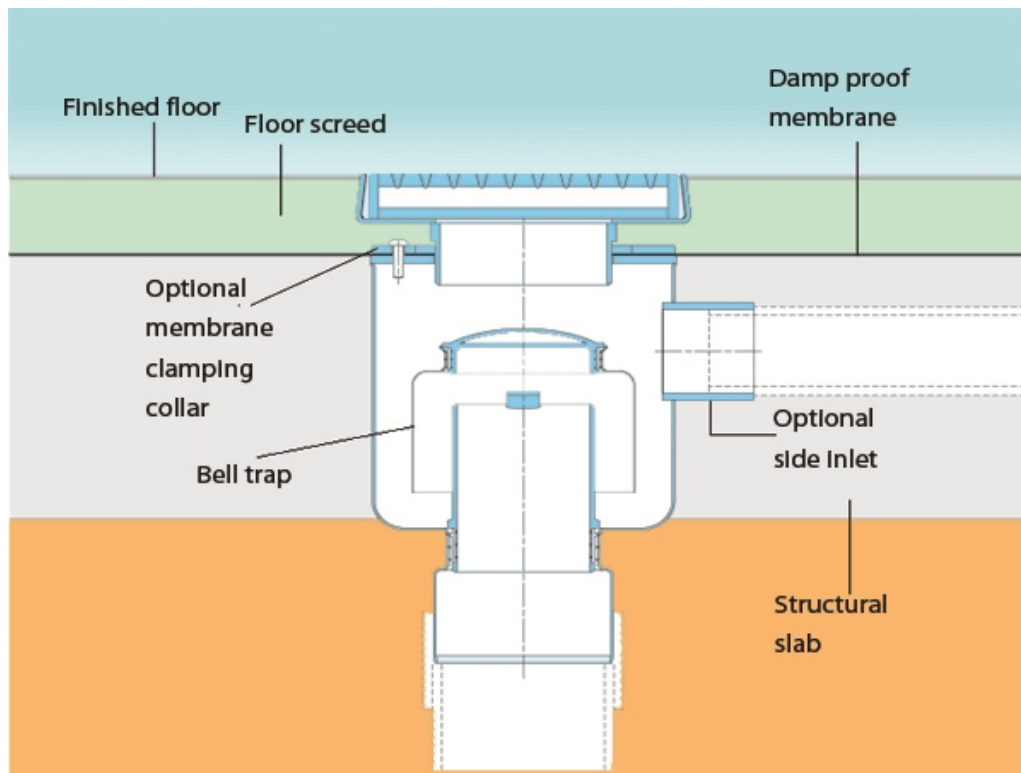 Finished floor
Floor screed
Damp proof
membrane
Optional
membrane
clamping
collar
Bell trap
Optional
side inlet
Structural
slab